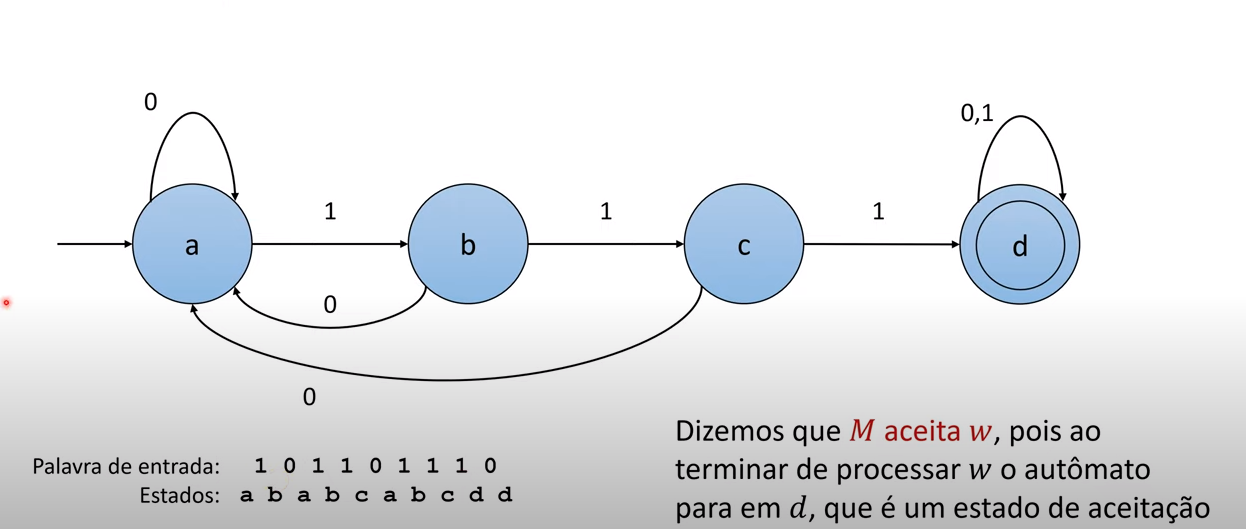 0
0,1
1
1
1
a
b
c
d
0
0
Dizemos que M aceita w, pois ao
terminar de processar w o autômato
para em d, que é um estado de aceitação
Palavra de entrada: 1 0 1 1 0 1 1 1 0
Estados: a b a b c a b c d d